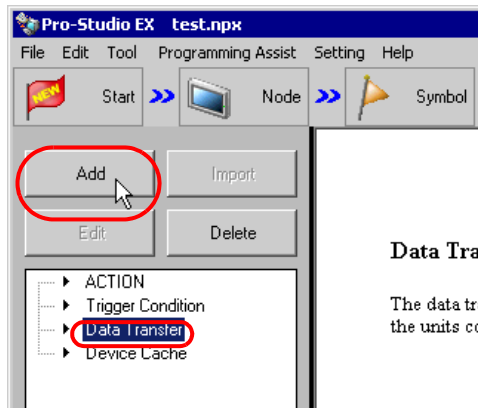 Pro-Studio EX test.npx
File Edit Tool Programming Assist Setting Help
NEW Start Node Symbol
Add Import
Edit Delete
ACTION
Trigger Condition
Data Transfer
Device Cache
Data Tra
The data tr
the units co